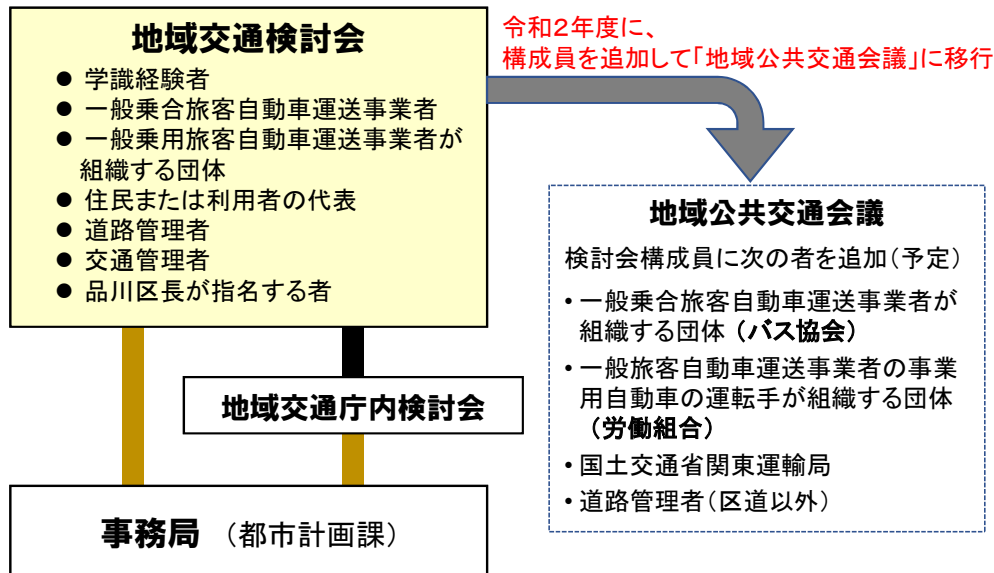 地域交通検討会
● 学識経験者
● 一般乗合旅客自動車運送事業者
● 一般乗用旅客自動車運送事業者が
組織する団体
● 住民または利用者の代表
● 道路管理者
● 交通管理者
● 品川区長が指名する者
令和2年度に、
構成員を追加して「地域公共交通会議」に移行
地域公共交通会議
検討会構成員に次の者を追加(予定)
・一般乗合旅客自動車運送事業者が
組織する団体(バス協会)
・一般旅客自動車運送事業者の事業
用自動車の運転手が組織する団体
(労働組合)
・国土交通省関東運輸局
・道路管理者(区道以外)
地域交通庁内検討会
事務局 (都市計画課)